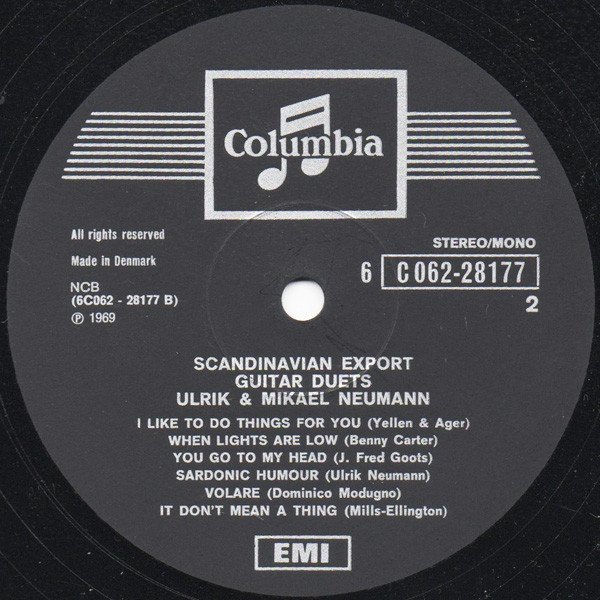 Columbia
All rights reserved
Made in Denmark
NCB
(6C062 - 28177 B)
Ⓟ 1969
STEREO/MONO
6 C 062-28177
2
SCANDINAVIAN EXPORT
GUITAR DUETS
ULRIK & MIKAEL NEUMANN
I LIKE TO DO THINGS FOR YOU (Yellen & Ager)
WHEN LIGHTS ARE LOW (Benny Carter)
YOU GO TO MY HEAD (J. Fred Goots)
SARDONIC HUMOUR (Ulrik Neumann)
VOLARE (Dominico Modugno)
IT DON'T MEAN A THING (Mills-Ellington)
EMI